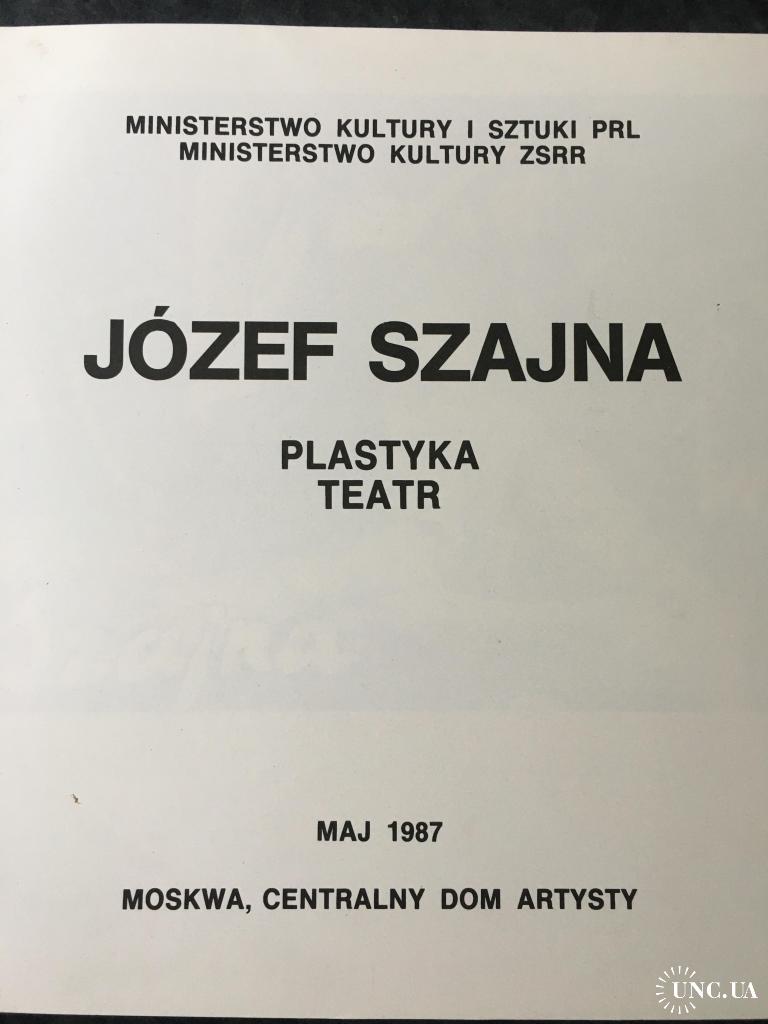 MINISTERSTWO KULTURY I SZTUKI PRL
MINISTERSTWO KULTURY ZSRR
JÓZEF SZAJNA
PLASTYKA
TEATR
Szajna
MAJ 1987
MOSKWA, CENTRALNY DOM ARTYSTY
UNC.UA